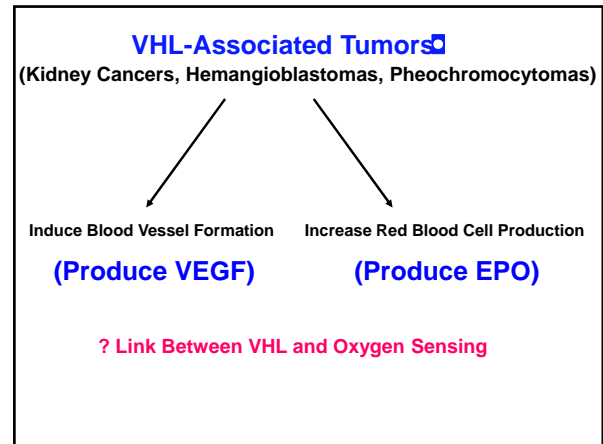 VHL-Associated Tumors
(Kidney Cancers, Hemangioblastomas, Pheochromocytomas)
Induce Blood Vessel Formation
Increase Red Blood Cell Production
(Produce VEGF)
(Produce EPO)
? Link Between VHL and Oxygen Sensing